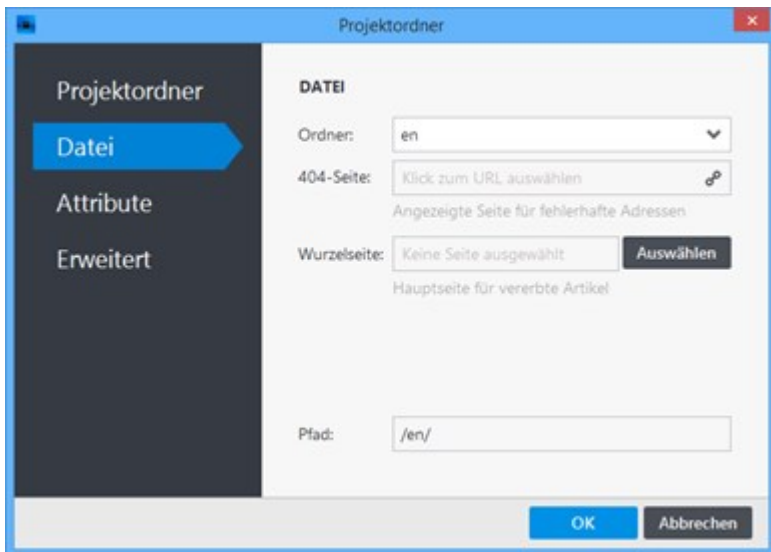 Projektordner
Projektordner
Datei
Attribute
Erweitert
DATEI
Ordner: en
404-Seite: Klick zum URL auswählen
Angezeigte Seite für fehlerhafte Adressen
Wurzelseite: Keine Seite ausgewählt Auswählen
Hauptseite für vererbte Artikel
Pfad: /en/
OK Abbrechen